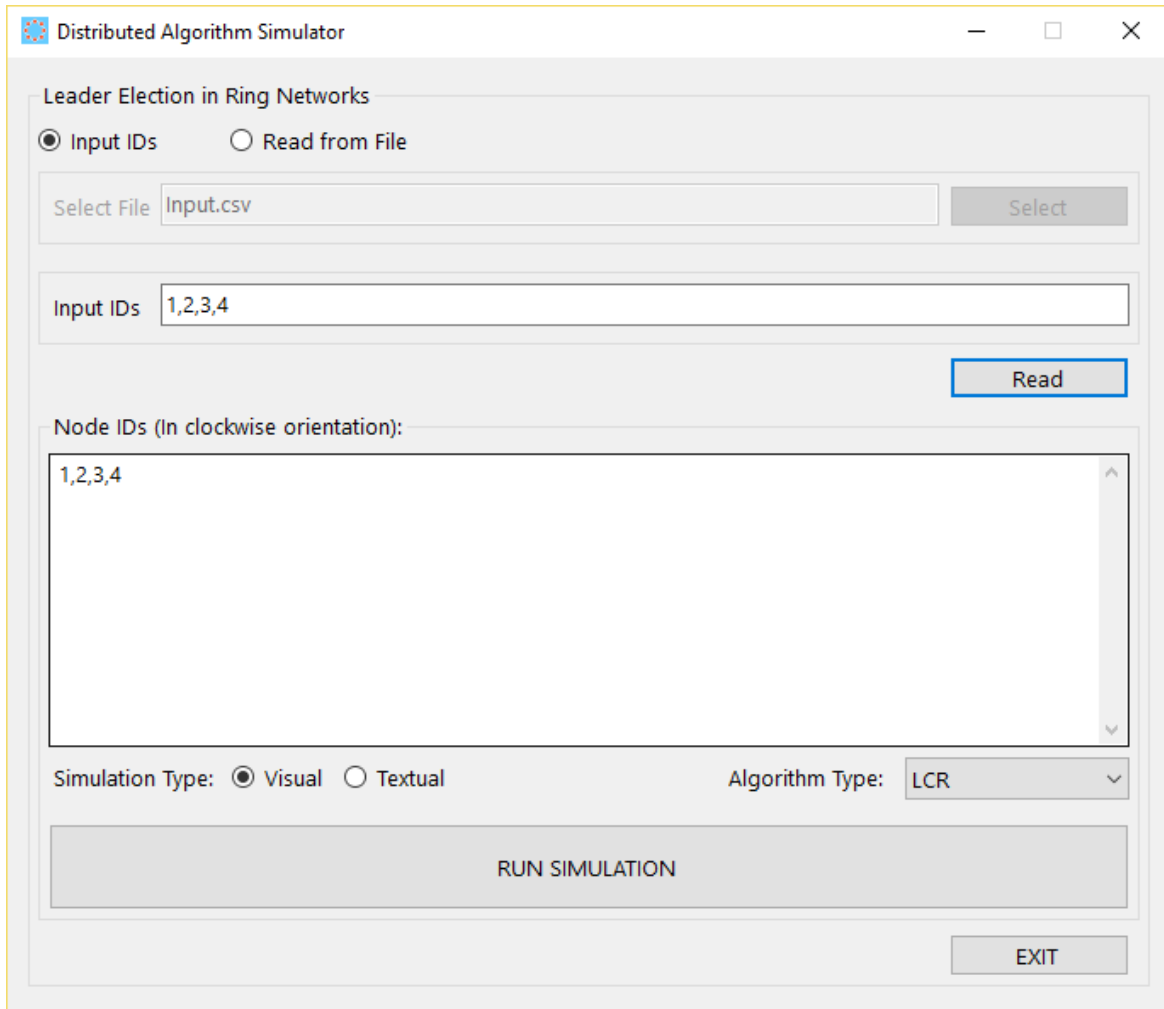 Distributed Algorithm Simulator
Leader Election in Ring Networks
Input IDs Read from File
Select File Input.csv Select
Input IDs 1,2,3,4
Read
Node IDs (In clockwise orientation):
1,2,3,4
Simulation Type: Visual Textual Algorithm Type: LCR
RUN SIMULATION
EXIT